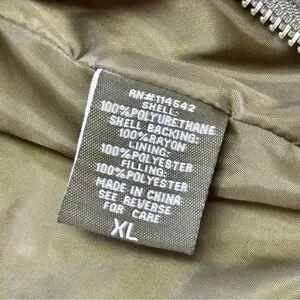 RN#114542
SHELL:
100%POLYURETHANE
SHELL BACKING:
100%RAYON
LINING:
100%POLYESTER
FILLING:
100%POLYESTER
MADE IN CHINA
SEE REVERSE
FOR CARE
XL